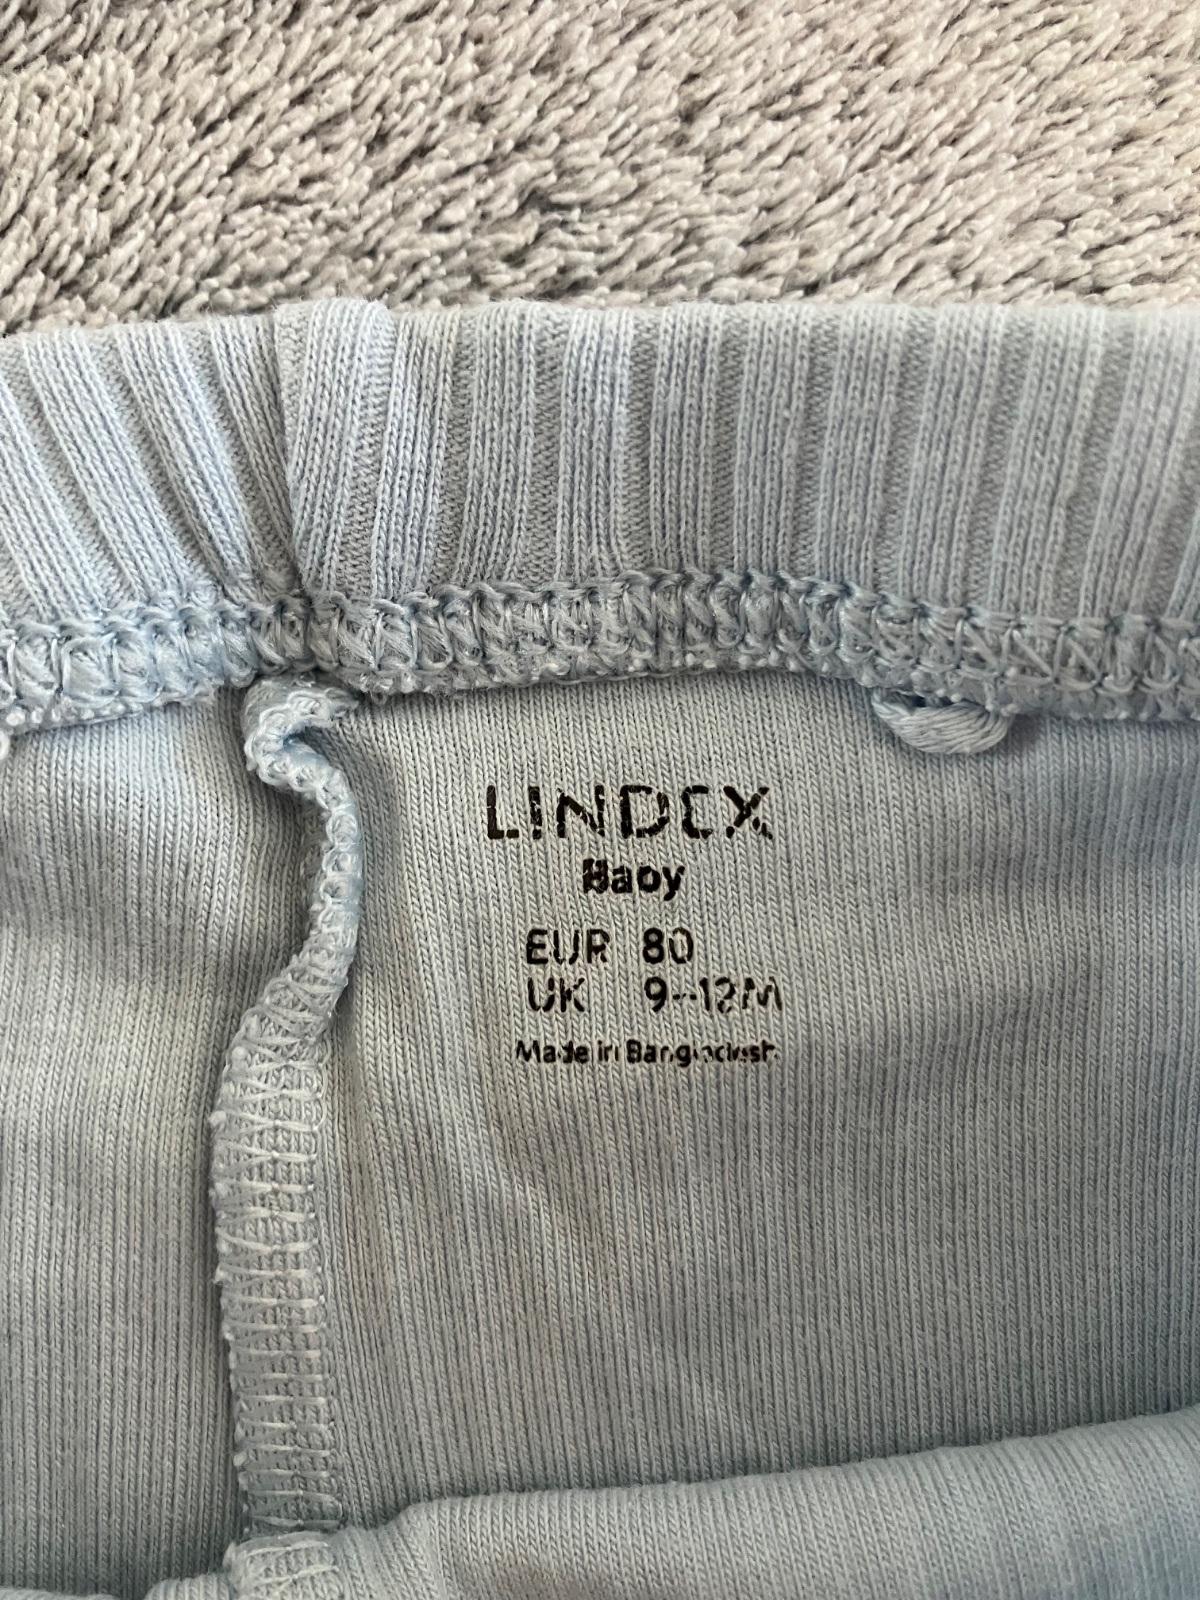 LINDEX
Baby
EUR 80
UK 9-12M
Made in Bangladesh